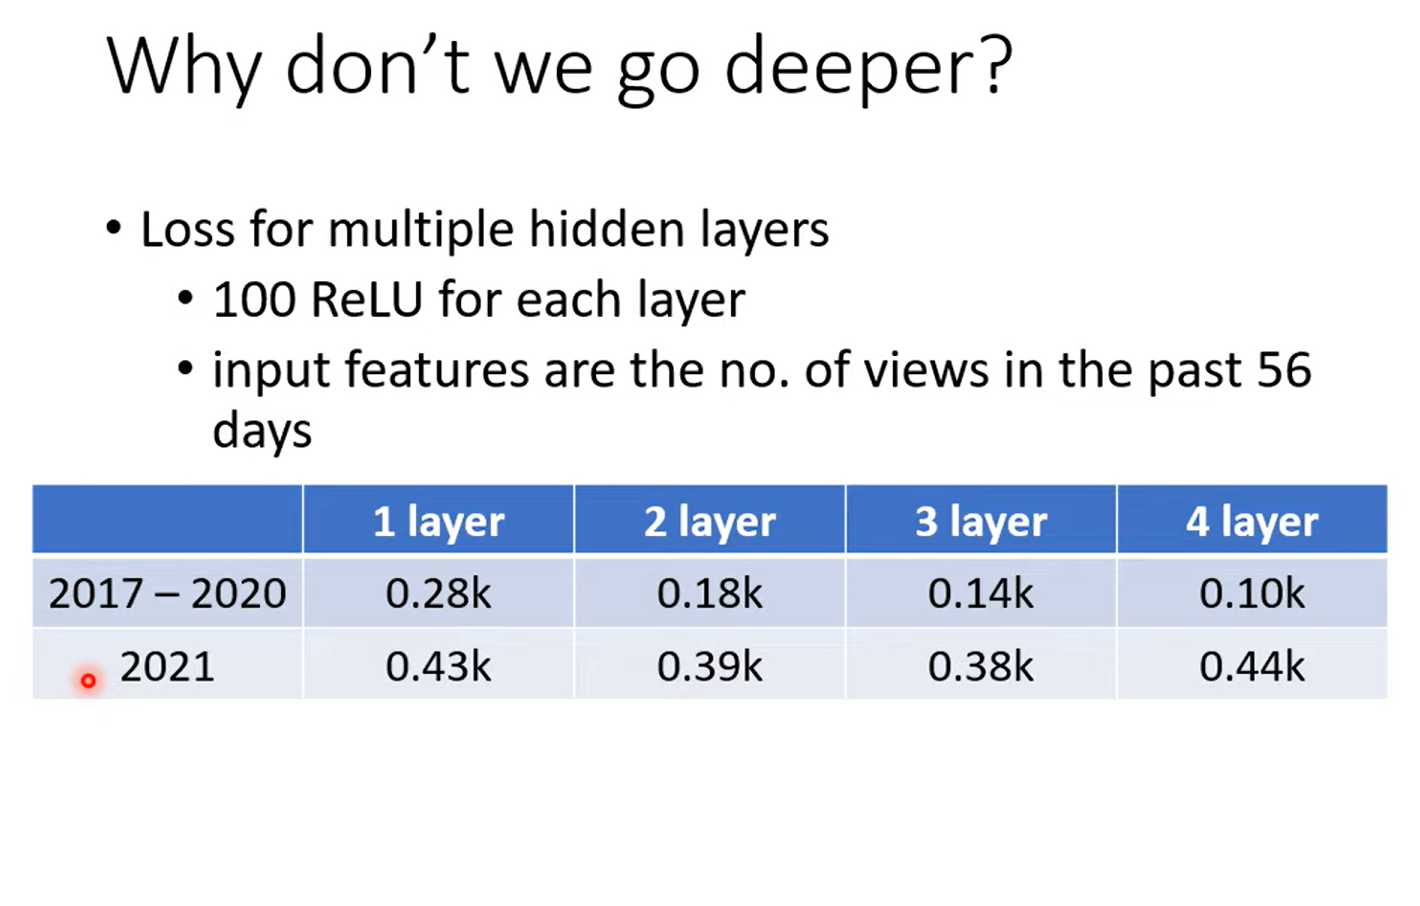 Why don’t we go deeper?
• Loss for multiple hidden layers
• 100 ReLU for each layer
• input features are the no. of views in the past 56
days
1 layer 2 layer 3 layer 4 layer
2017 – 2020 0.28k 0.18k 0.14k 0.10k
2021 0.43k 0.39k 0.38k 0.44k